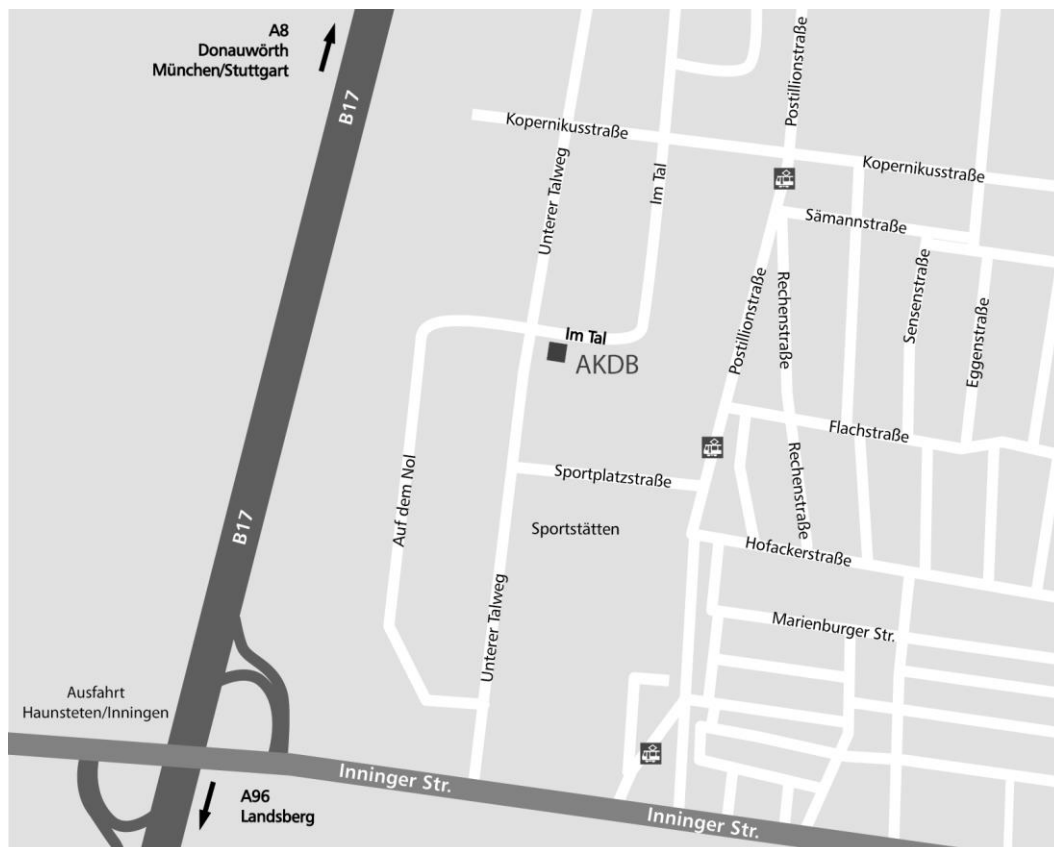 A8
Donauwörth
München/Stuttgart
B17
Kopernikusstraße
Unterer Talweg
Im Tal
Postillionstraße
Kopernikusstraße
Sämannstraße
Sensenstraße
Eggenstraße
Rechenstraße
Postillionstraße
Im Tal
AKDB
Flachstraße
Rechenstraße
Auf dem Nol
Sportplatzstraße
Sportstätten
B17
Hofackerstraße
Unterer Talweg
Marienburger Str.
Ausfahrt
Haunsteten/Inningen
Inninger Str.
A96
Landsberg
Inninger Str.